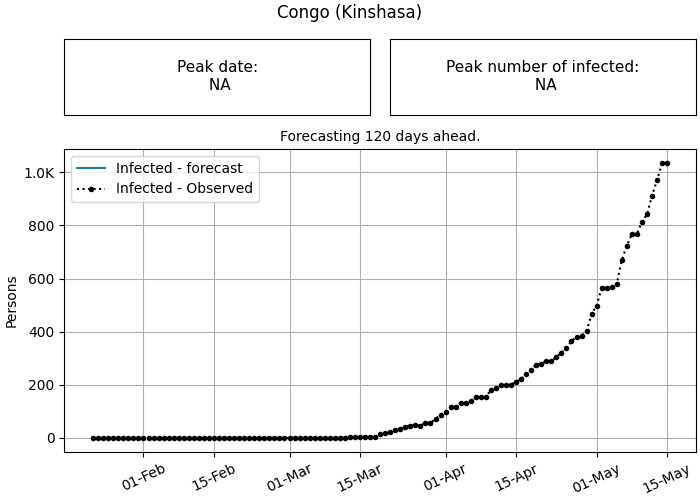 Congo (Kinshasa)
Peak date:
NA
Peak number of infected:
NA
Forecasting 120 days ahead.
Infected - forecast
Infected - Observed
Persons
1.0K
800
600
400
200
0
01-Feb
15-Feb
01-Mar
15-Mar
01-Apr
15-Apr
01-May
15-May